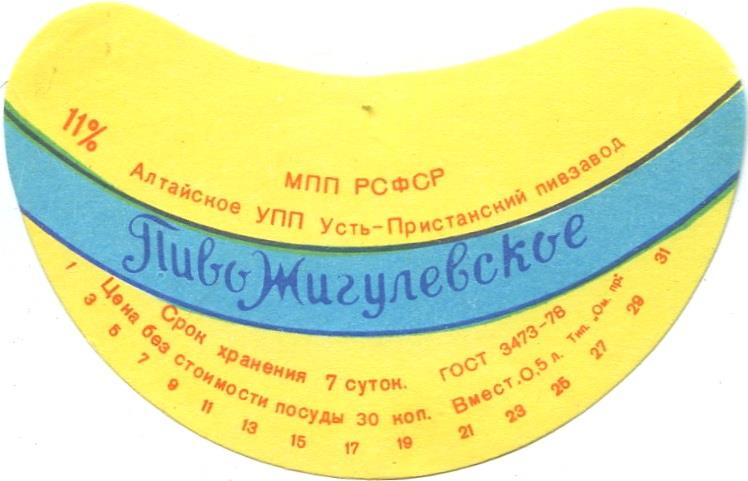 11%
МПП РСФСР
Алтайское УПП Усть-Пристанский пивзавод
Пиво Жигулевское
Срок хранения 7 суток. ГОСТ 3473-78
Цена без стоимости посуды 30 коп. Вмест. 0,5 л. Тип. „Ом. пр"
1 3 5 7 9 11 13 15 17 19 21 23 25 27 29 31